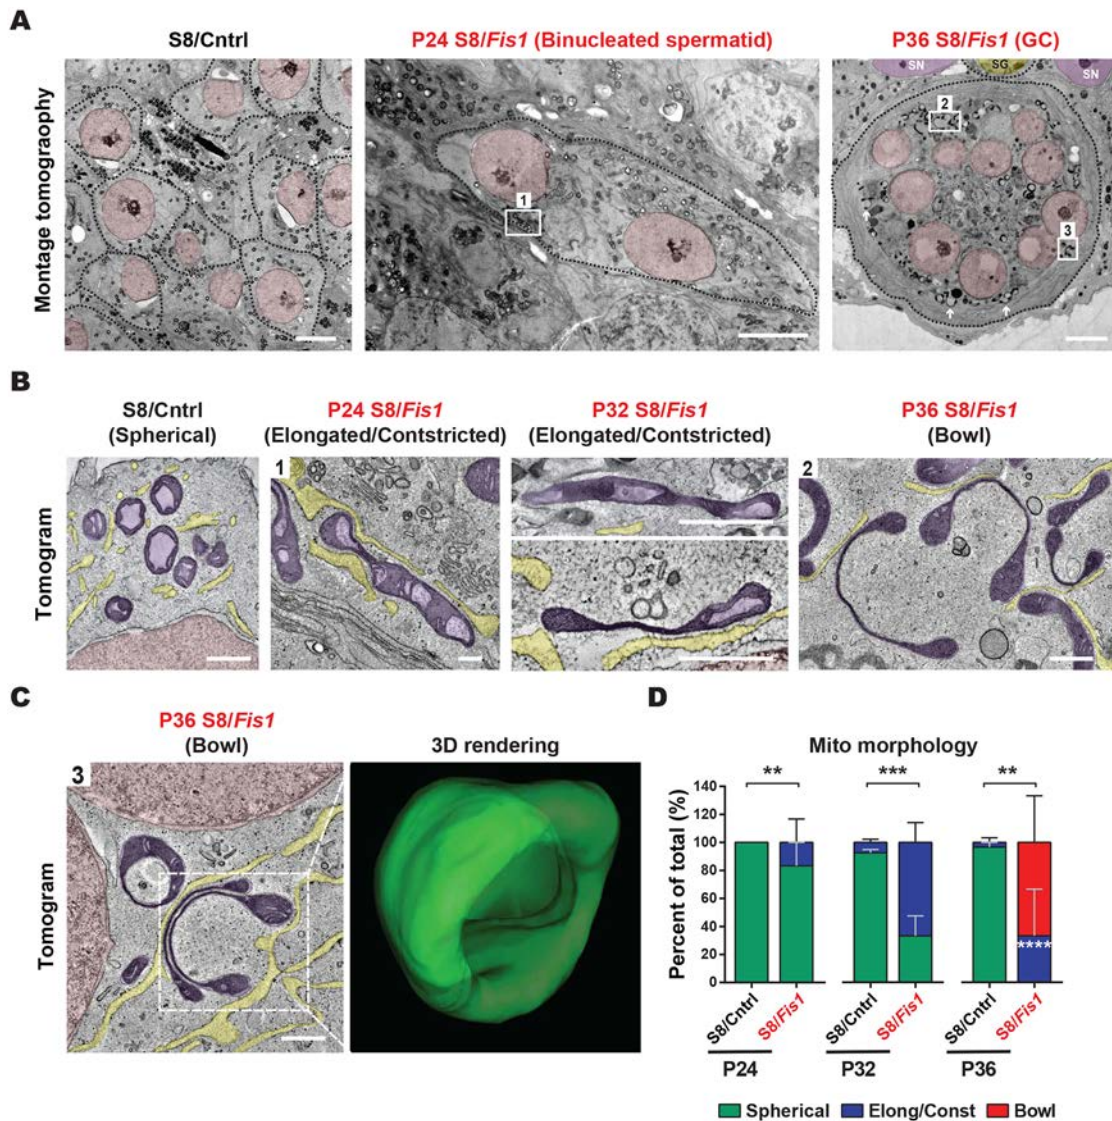 A
S8/Cntrl
P24 S8/Fis1 (Binucleated spermatid)
P36 S8/Fis1 (GC)
Montage tomograophy
1
SN
SG
SN
2
3
B
S8/Cntrl
(Spherical)
P24 S8/Fis1
(Elongated/Contstricted)
P32 S8/Fis1
(Elongated/Contstricted)
P36 S8/Fis1
(Bowl)
Tomogram
1
2
C
P36 S8/Fis1
(Bowl)
3D rendering
Tomogram
3
D
Mito morphology
Percent of total (%)
140
120
100
80
60
40
20
0
**
***
**
****
S8/Cntrl
S8/Fis1
S8/Cntrl
S8/Fis1
S8/Cntrl
S8/Fis1
P24
P32
P36
Spherical
Elong/Const
Bowl